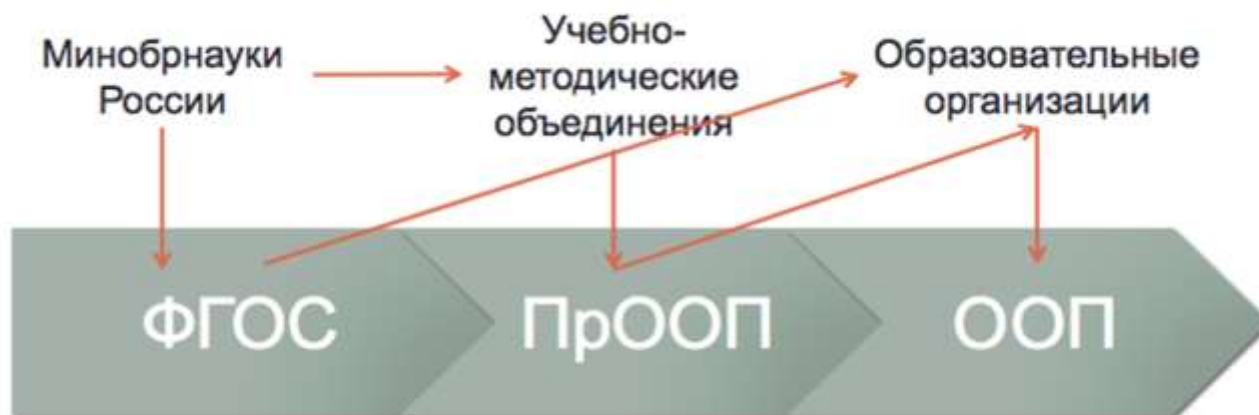 Минобрнауки
России
Учебно-
методические
объединения
Образовательные
организации
ФГОС
ПрООП
ООП